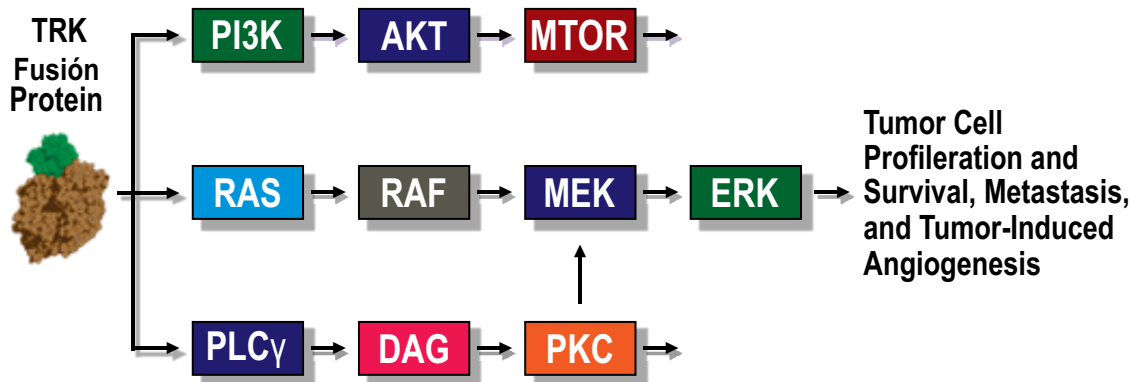 TRK
Fusión
Protein
PI3K
AKT
MTOR
RAS
RAF
MEK
ERK
Tumor Cell
Profileration and
Survival, Metastasis,
and Tumor-Induced
Angiogenesis
PLCγ
DAG
PKC